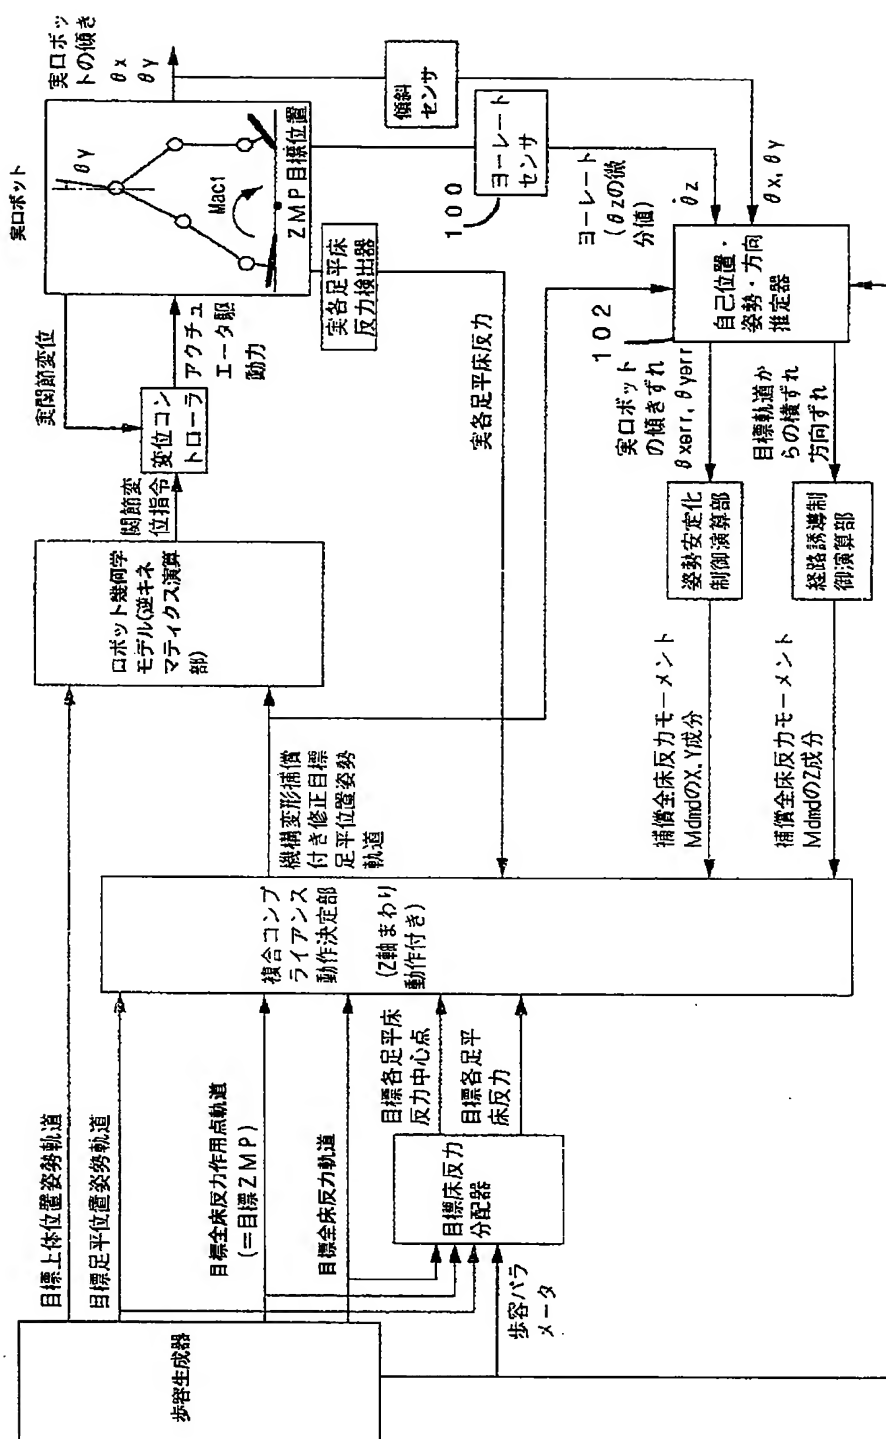 歩容生成器
目標上体位置姿勢軌道
目標足平位置姿勢軌道
目標全床反力作用点軌道
(=目標ZMP)
目標全床反力軌道
歩容パラ
メータ
目標床反力
分配器
目標各足平床
反力中心点
目標各足平
床反力
複合コンプ
ライアンス
動作決定部
(Z軸まわり
動作付き)
機構変形補償
付き修正目標
足平位置姿勢
軌道
ロボット幾何学
モデル(逆キネ
マティクス演算
部)
関節変
位指令
変位コン
トローラ
実関節変位
アクチュ
エータ駆
動力
実ロボット
θy
Mact
ZMP目標位置
実ロボッ
トの傾き
θx
θy
実各足平床
反力検出器
実各足平床反力
傾斜
センサ
100
ヨーレート
センサ
ヨーレート
(θzの微
分値)
θ̇z
θx, θy
102
自己位置・
姿勢・方向
推定器
実ロボット
の傾きずれ
θxerr, θyerr
目標軌道か
らの横ずれ
方向ずれ
姿勢安定化
制御演算部
経路誘導制
御演算部
補償全床反力モーメント
MdmdのX,Y成分
補償全床反力モーメント
MdmdのZ成分